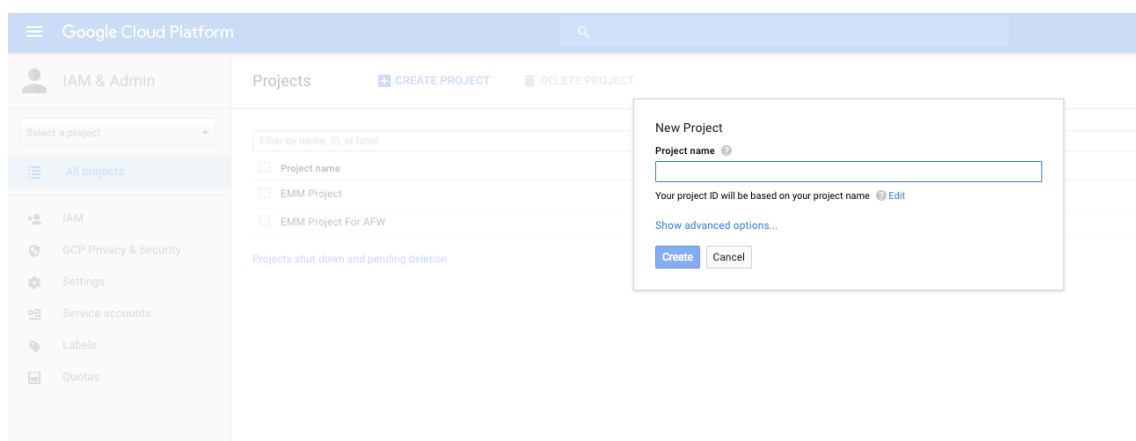 Google Cloud Platform
IAM & Admin
Projects
CREATE PROJECT
DELETE PROJECT
Select a project
All projects
IAM
GCP Privacy & Security
Settings
Service accounts
Labels
Quotas
Filter by name, ID, or label
Project name
EMM Project
EMM Project For AFW
Projects shut down and pending deletion
New Project
Project name
Your project ID will be based on your project name Edit
Show advanced options...
Create Cancel